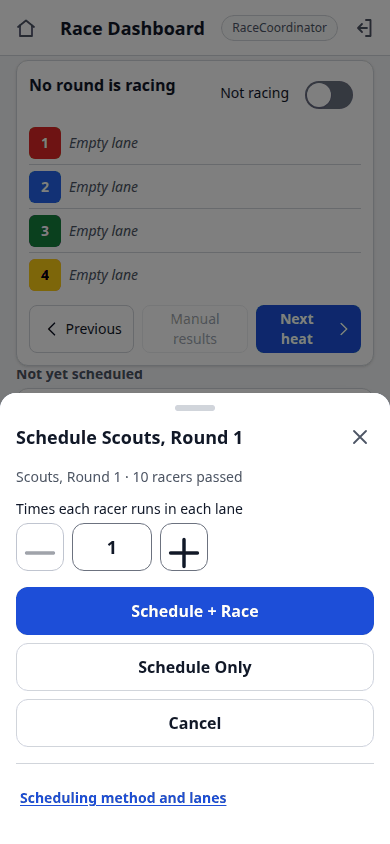 Race Dashboard
RaceCoordinator
No round is racing
Not racing
1
Empty lane
2
Empty lane
3
Empty lane
4
Empty lane
Previous
Manual
results
Next
heat
Not yet scheduled
Schedule Scouts, Round 1
Scouts, Round 1 · 10 racers passed
Times each racer runs in each lane
1
Schedule + Race
Schedule Only
Cancel
Scheduling method and lanes